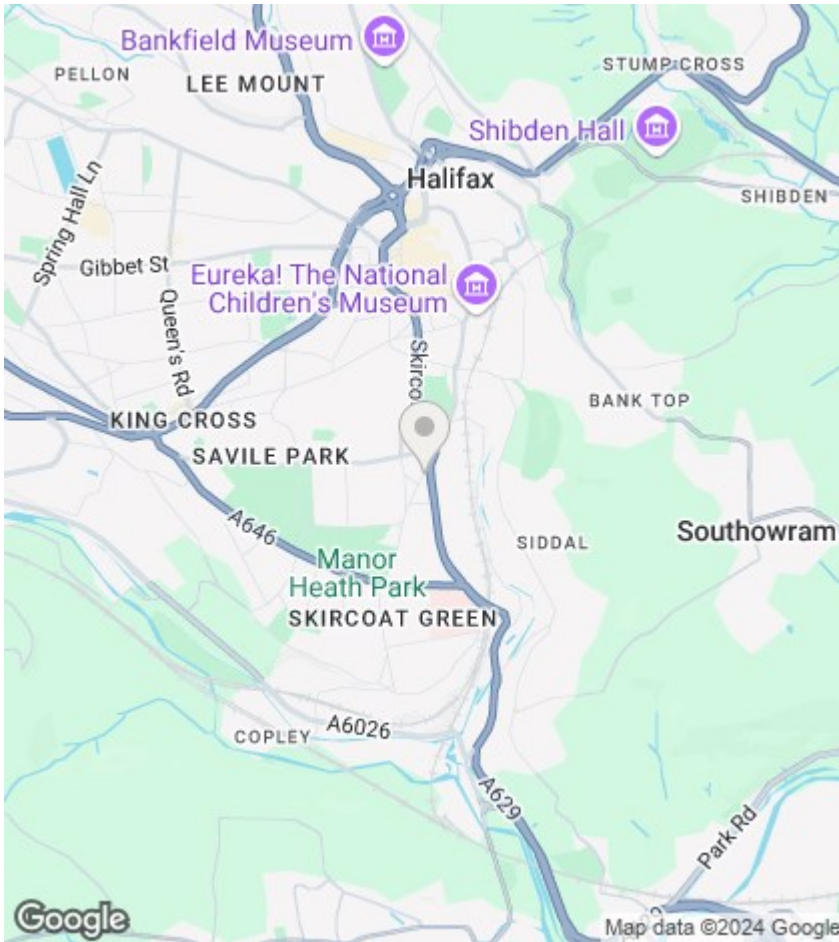 Bankfield Museum
PELLON
LEE MOUNT
STUMP CROSS
Shibden Hall
Halifax
SHIBDEN
Spring Hall Ln
Gibbet St
Eureka! The National
Children's Museum
Queen's Rd
Skirco
BANK TOP
KING CROSS
SAVILE PARK
A646
Southowram
SIDDAL
Manor
Heath Park
SKIRCOAT GREEN
A6026
COPLEY
A629
Park Rd
Google
Map data ©2024 Google